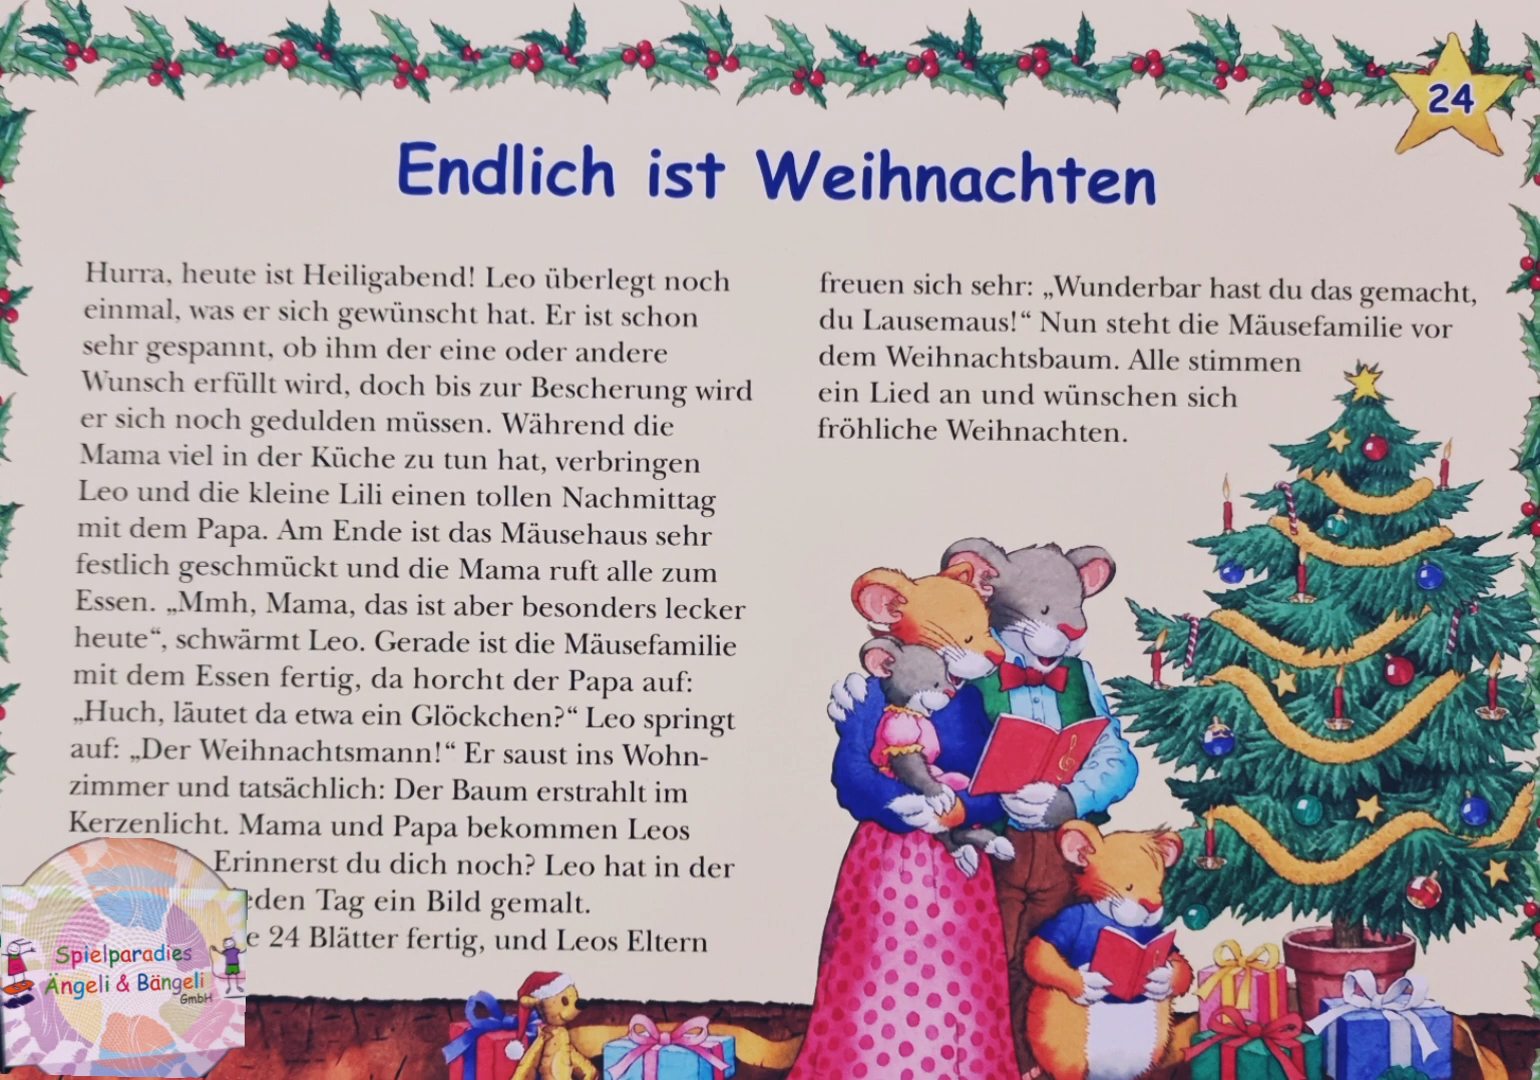 24
Endlich ist Weihnachten
Hurra, heute ist Heiligabend! Leo überlegt noch
einmal, was er sich gewünscht hat. Er ist schon
sehr gespannt, ob ihm der eine oder andere
Wunsch erfüllt wird, doch bis zur Bescherung wird
er sich noch gedulden müssen. Während die
Mama viel in der Küche zu tun hat, verbringen
Leo und die kleine Lili einen tollen Nachmittag
mit dem Papa. Am Ende ist das Mäusehaus sehr
festlich geschmückt und die Mama ruft alle zum
Essen. „Mmh, Mama, das ist aber besonders lecker
heute“, schwärmt Leo. Gerade ist die Mäusefamilie
mit dem Essen fertig, da horcht der Papa auf:
„Huch, läutet da etwa ein Glöckchen?“ Leo springt
auf: „Der Weihnachtsmann!“ Er saust ins Wohn-
zimmer und tatsächlich: Der Baum erstrahlt im
Kerzenlicht. Mama und Papa bekommen Leos
Erinnerst du dich noch? Leo hat in der
Tag ein Bild gemalt.
24 Blätter fertig, und Leos Eltern
freuen sich sehr: „Wunderbar hast du das gemacht,
du Lausemaus!“ Nun steht die Mäusefamilie vor
dem Weihnachtsbaum. Alle stimmen
ein Lied an und wünschen sich
fröhliche Weihnachten.
Spielparadies
Ängeli & Bängeli
GmbH